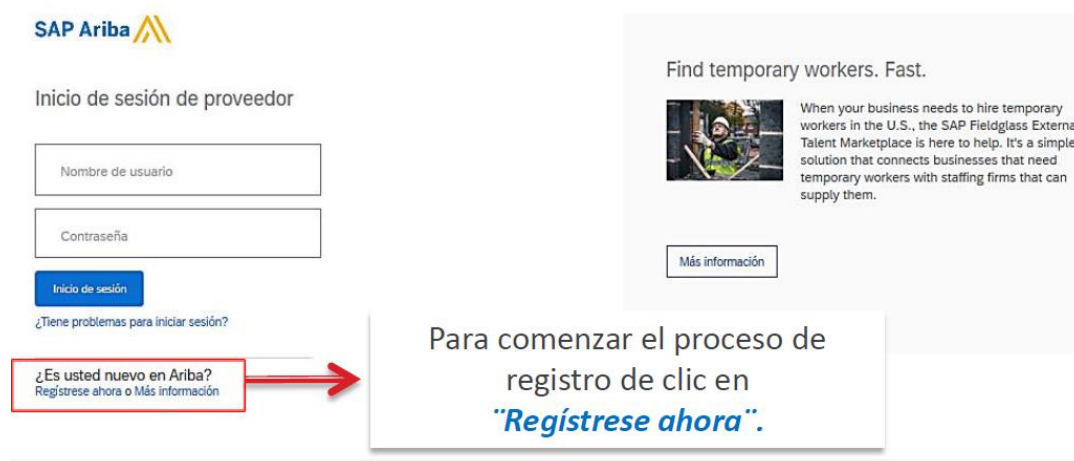 SAP Ariba
Inicio de sesión de proveedor
Nombre de usuario
Contraseña
Inicio de sesión
¿Tiene problemas para iniciar sesión?
¿Es usted nuevo en Ariba?
Regístrese ahora o Más información
Find temporary workers. Fast.
When your business needs to hire temporary
workers in the U.S., the SAP Fieldglass Externa
Talent Marketplace is here to help. It's a simple
solution that connects businesses that need
temporary workers with staffing firms that can
supply them.
Más información
Para comenzar el proceso de
registro de clic en
¨Regístrese ahora¨.